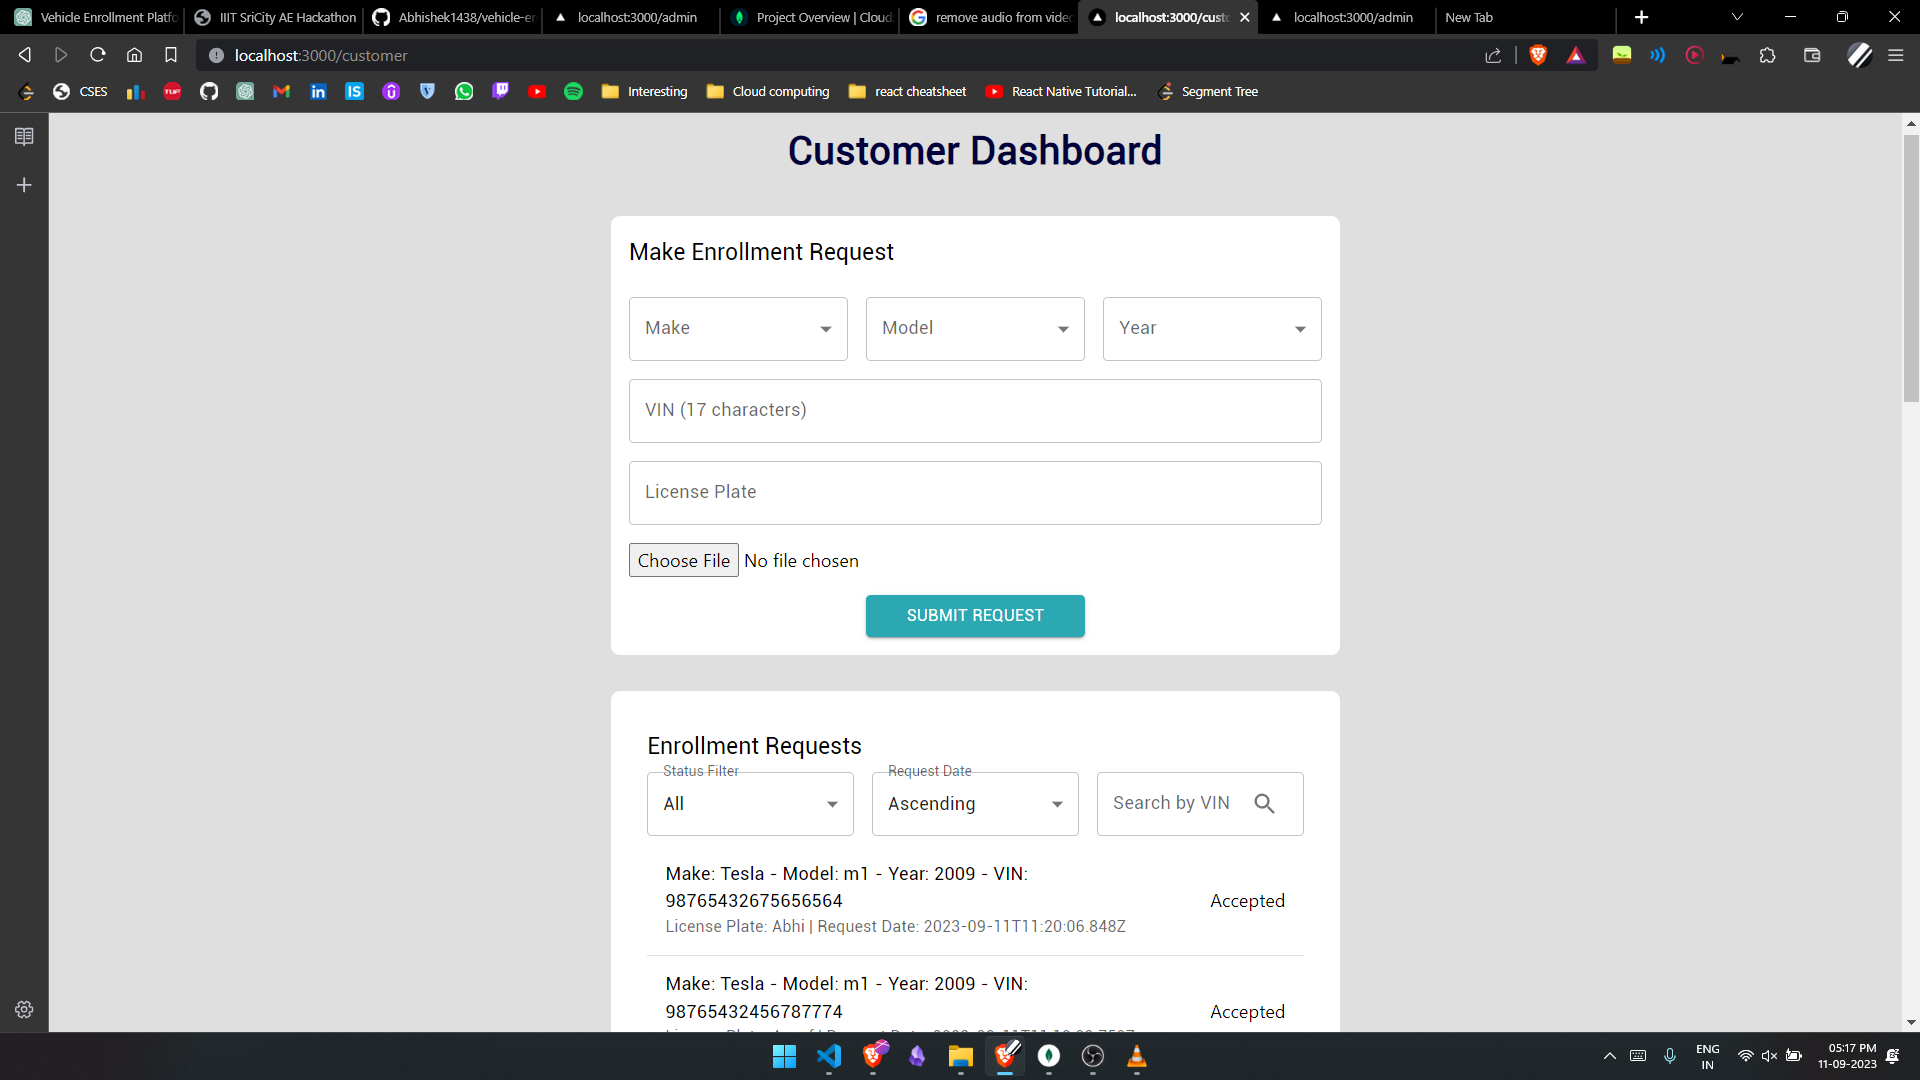 Vehicle Enrollment Platfo
IIIT SriCity AE Hackathon
Abhishek1438/vehicle-en
localhost:3000/admin
Project Overview | Cloud
remove audio from video
localhost:3000/custo
localhost:3000/admin
New Tab
localhost:3000/customer
CSES
TUF
Interesting
Cloud computing
react cheatsheet
React Native Tutorial...
Segment Tree
Customer Dashboard
Make Enrollment Request
Make
Model
Year
VIN (17 characters)
License Plate
Choose File No file chosen
SUBMIT REQUEST
Enrollment Requests
Status Filter
All
Request Date
Ascending
Search by VIN
Make: Tesla - Model: m1 - Year: 2009 - VIN:
98765432675656564
Accepted
License Plate: Abhi | Request Date: 2023-09-11T11:20:06.848Z
Make: Tesla - Model: m1 - Year: 2009 - VIN:
98765432456787774
Accepted
ENG
IN
05:17 PM
11-09-2023